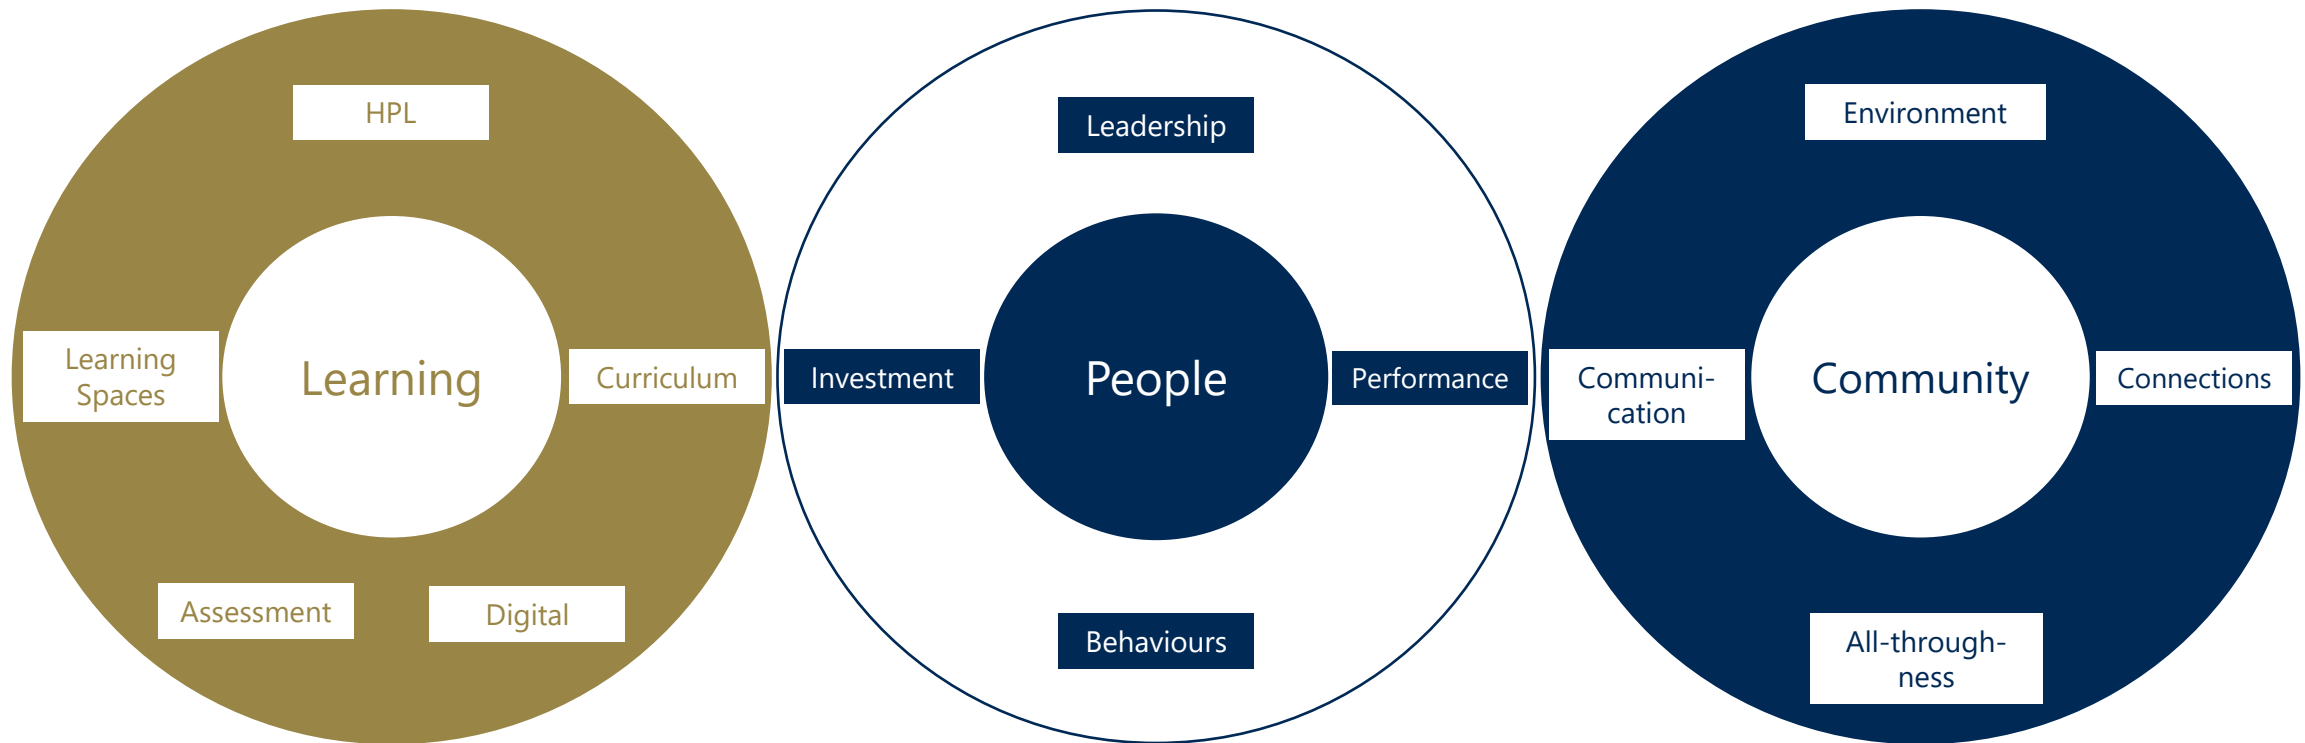 HPL
Learning
Spaces
Learning
Curriculum
Assessment
Digital
Leadership
Investment
People
Performance
Behaviours
Environment
Communi-
cation
Community
Connections
All-through-
ness